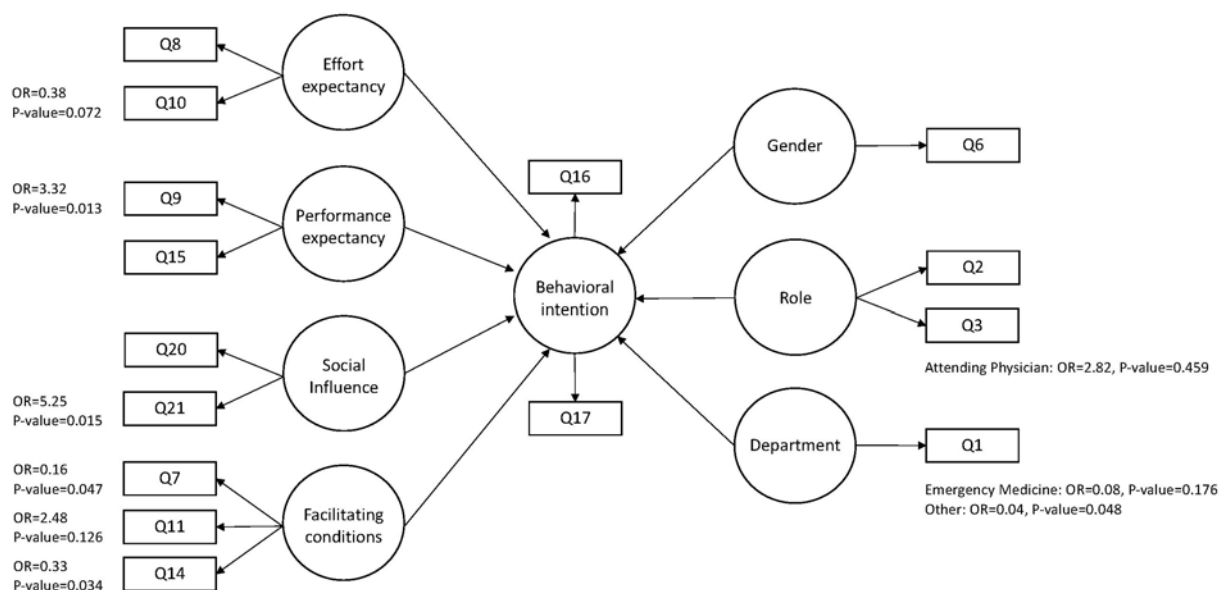 Q8
Q10
OR=0.38
P-value=0.072
Effort
expectancy
OR=3.32
P-value=0.013
Q9
Q15
Performance
expectancy
Q20
Q21
OR=5.25
P-value=0.015
Social
Influence
OR=0.16
P-value=0.047
Q7
OR=2.48
P-value=0.126
Q11
OR=0.33
P-value=0.034
Q14
Facilitating
conditions
Q16
Behavioral
intention
Q17
Gender
Q6
Role
Q2
Q3
Attending Physician: OR=2.82, P-value=0.459
Department
Q1
Emergency Medicine: OR=0.08, P-value=0.176
Other: OR=0.04, P-value=0.048